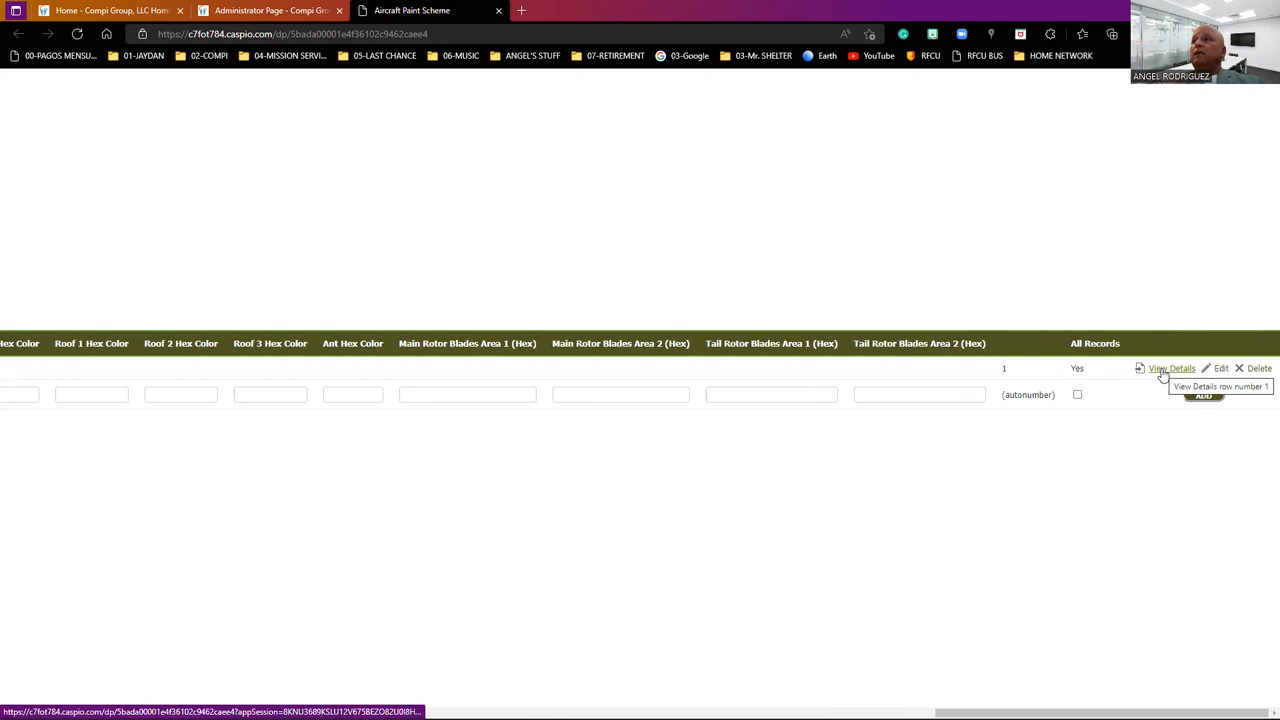 Home - Compi Group, LLC Hom
Administrator Page - Compi Gro
Aircraft Paint Scheme
https://c7fot784.caspio.com/dp/5bada00001e4f36102c9462caee4
00-PAGOS MENSU...
01-JAYDAN
02-COMPI
04-MISSION SERVI...
05-LAST CHANCE
06-MUSIC
ANGEL'S STUFF
07-RETIREMENT
03-Google
03-Mr. SHELTER
Earth
YouTube
RFCU
RFCU BUS
HOME NETWORK
ANGEL RODRIGUEZ
Hex Color
Roof 1 Hex Color
Roof 2 Hex Color
Roof 3 Hex Color
Ant Hex Color
Main Rotor Blades Area 1 (Hex)
Main Rotor Blades Area 2 (Hex)
Tail Rotor Blades Area 1 (Hex)
Tail Rotor Blades Area 2 (Hex)
All Records
1
Yes
View Details
Edit
Delete
View Details row number 1
(autonumber)
ADD
https://c7fot784.caspio.com/dp/5bada00001e4f36102c9462caee4?appSession=8KNU3689KSLU12V675BEZO82U0I8H...